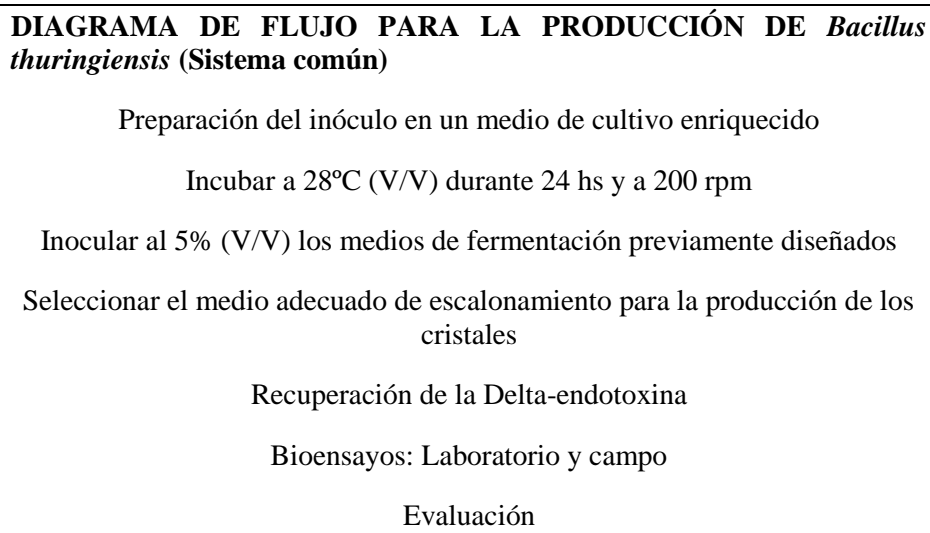 DIAGRAMA DE FLUJO PARA LA PRODUCCIÓN DE Bacillus
thuringiensis (Sistema común)
Preparación del inóculo en un medio de cultivo enriquecido
Incubar a 28ºC (V/V) durante 24 hs y a 200 rpm
Inocular al 5% (V/V) los medios de fermentación previamente diseñados
Seleccionar el medio adecuado de escalonamiento para la producción de los
cristales
Recuperación de la Delta-endotoxina
Bioensayos: Laboratorio y campo
Evaluación